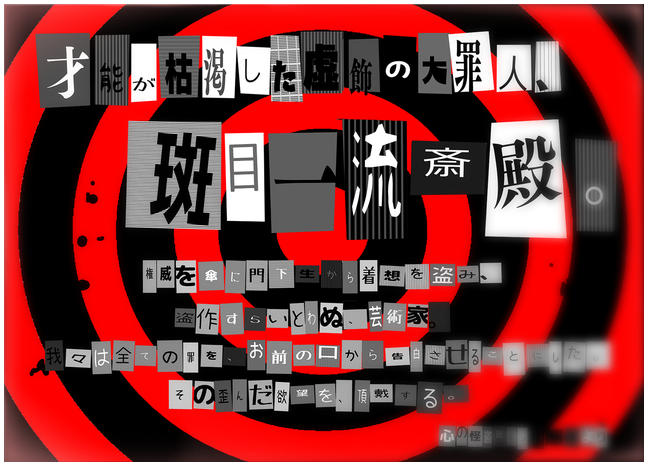 才能が枯渇した虚飾の大罪人、
斑目一流斎殿。
権威を傘に門下生から着想を盗み、
盗作すらいとわぬ、芸術家。
我々は全ての罪を、お前の口から告白させることにした。
その歪んだ欲望を、頂戴する。
心の怪